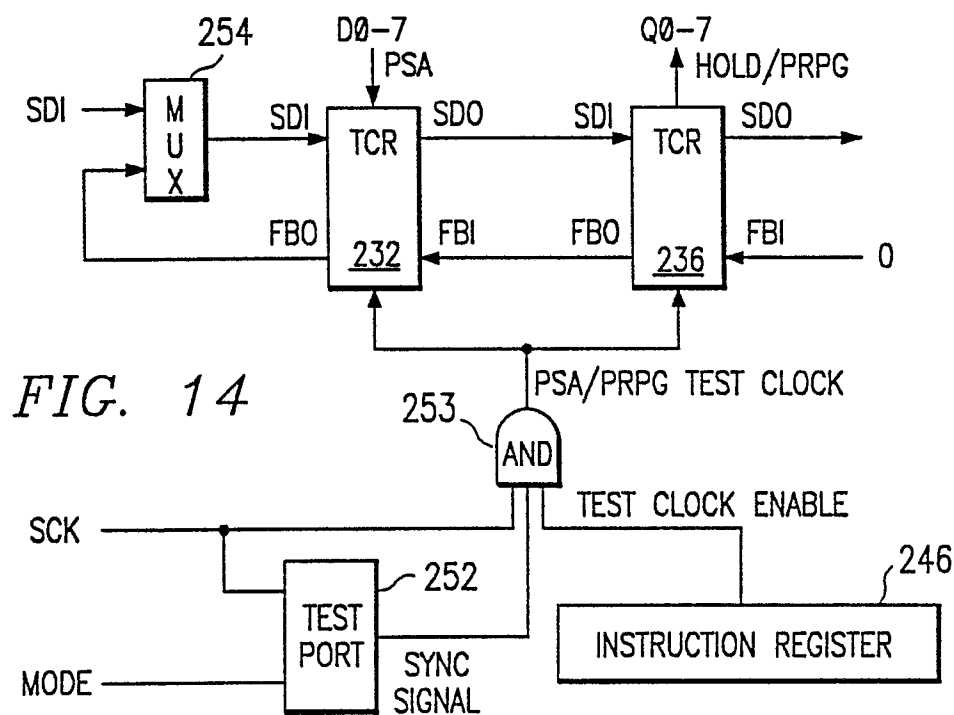 254
D0-7
Q0-7
PSA
HOLD/PRPG
SDI
MUX
SDI
TCR
SDO
SDI
TCR
SDO
FBO
232
FBI
FBO
236
FBI
0
PSA/PRPG TEST CLOCK
FIG. 14
253
AND
TEST CLOCK ENABLE
SCK
252
246
TEST
PORT
INSTRUCTION REGISTER
SYNC
SIGNAL
MODE